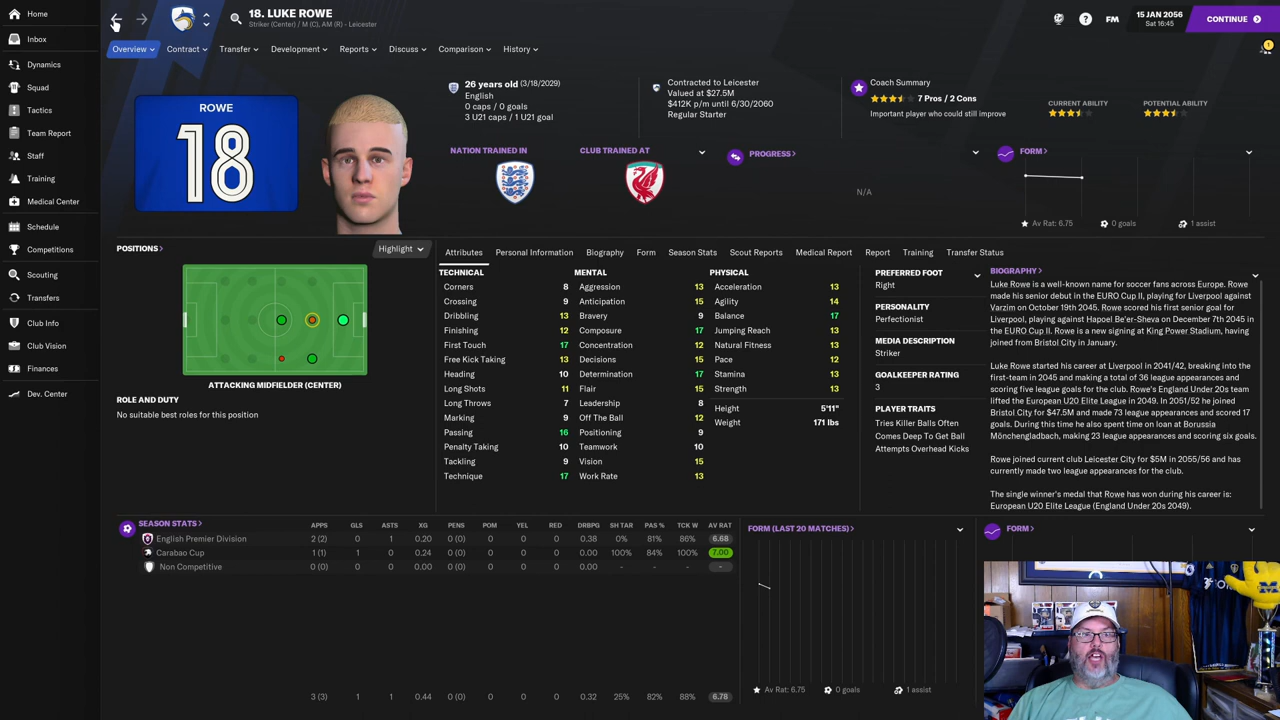 Home
Inbox
Dynamics
Squad
Tactics
Team Report
Staff
Training
Medical Center
Schedule
Competitions
Scouting
Transfers
Club Info
Club Vision
Finances
Dev. Center
18. LUKE ROWE
Striker (Center) / M (C), AM (R) - Leicester
FM
15 JAN 2056
Sat 16:45
CONTINUE
Overview
Contract
Transfer
Development
Reports
Discuss
Comparison
History
ROWE
18
26 years old (3/18/2029)
English
0 caps / 0 goals
3 U21 caps / 1 U21 goal
Contracted to Leicester
Valued at $27.5M
$412K p/m until 6/30/2060
Regular Starter
Coach Summary
7 Pros / 2 Cons
Important player who could still improve
CURRENT ABILITY
POTENTIAL ABILITY
NATION TRAINED IN
CLUB TRAINED AT
PROGRESS
N/A
FORM
Av Rat: 6.75
0 goals
1 assist
POSITIONS
Highlight
ATTACKING MIDFIELDER (CENTER)
ROLE AND DUTY
No suitable best roles for this position
Attributes
Personal Information
Biography
Form
Season Stats
Scout Reports
Medical Report
Report
Training
Transfer Status
TECHNICAL
Corners 8
Crossing 9
Dribbling 13
Finishing 12
First Touch 17
Free Kick Taking 13
Heading 10
Long Shots 11
Long Throws 7
Marking 9
Passing 16
Penalty Taking 10
Tackling 9
Technique 17
MENTAL
Aggression 13
Anticipation 15
Bravery 9
Composure 17
Concentration 12
Decisions 15
Determination 17
Flair 15
Leadership 8
Off The Ball 12
Positioning 9
Teamwork 10
Vision 15
Work Rate 13
PHYSICAL
Acceleration 13
Agility 14
Balance 17
Jumping Reach 13
Natural Fitness 13
Pace 12
Stamina 13
Strength 13
Height 5'11"
Weight 171 lbs
PREFERRED FOOT
Right
PERSONALITY
Perfectionist
MEDIA DESCRIPTION
Striker
GOALKEEPER RATING
3
PLAYER TRAITS
Tries Killer Balls Often
Comes Deep To Get Ball
Attempts Overhead Kicks
BIOGRAPHY
Luke Rowe is a well-known name for soccer fans across Europe. Rowe
made his senior debut in the EURO Cup II, playing for Liverpool against
Varzim on October 19th 2045. Rowe scored his first senior goal for
Liverpool, playing against Hapoel Be'er-Sheva on December 7th 2045 in
the EURO Cup II. Rowe is a new signing at King Power Stadium, having
joined from Bristol City in January.
Luke Rowe started his career at Liverpool in 2041/42, breaking into the
first-team in 2045 and making a total of 36 league appearances and
scoring five league goals for the club. Rowe's England Under 20s team
lifted the European U20 Elite League in 2049. In 2051/52 he joined
Bristol City for $47.5M and made 73 league appearances and scored 17
goals. During this time he also spent time on loan at Borussia
Mönchengladbach, making 23 league appearances and scoring six goals.
Rowe joined current club Leicester City for $5M in 2055/56 and has
currently made two league appearances for the club.
The single winner's medal that Rowe has won during his career is:
European U20 Elite League (England Under 20s 2049).
SEASON STATS
APPS GLS ASTS XG PENS POM YEL RED DRBPG SH TAR PAS % TCK W AV RAT
English Premier Division 2 (2) 0 1 0.20 0 (0) 0 0 0 0.38 0% 81% 86% 6.68
Carabao Cup 1 (1) 1 0 0.24 0 (0) 0 0 0 0.00 100% 84% 100% 7.00
Non Competitive 0 (0) 0 0 0.00 0 (0) 0 0 0 0.00 - - - -
3 (3) 1 1 0.44 0 (0) 0 0 0 0.32 25% 82% 88% 6.78
FORM (LAST 20 MATCHES)
Av Rat: 6.75
0 goals
1 assist
FORM